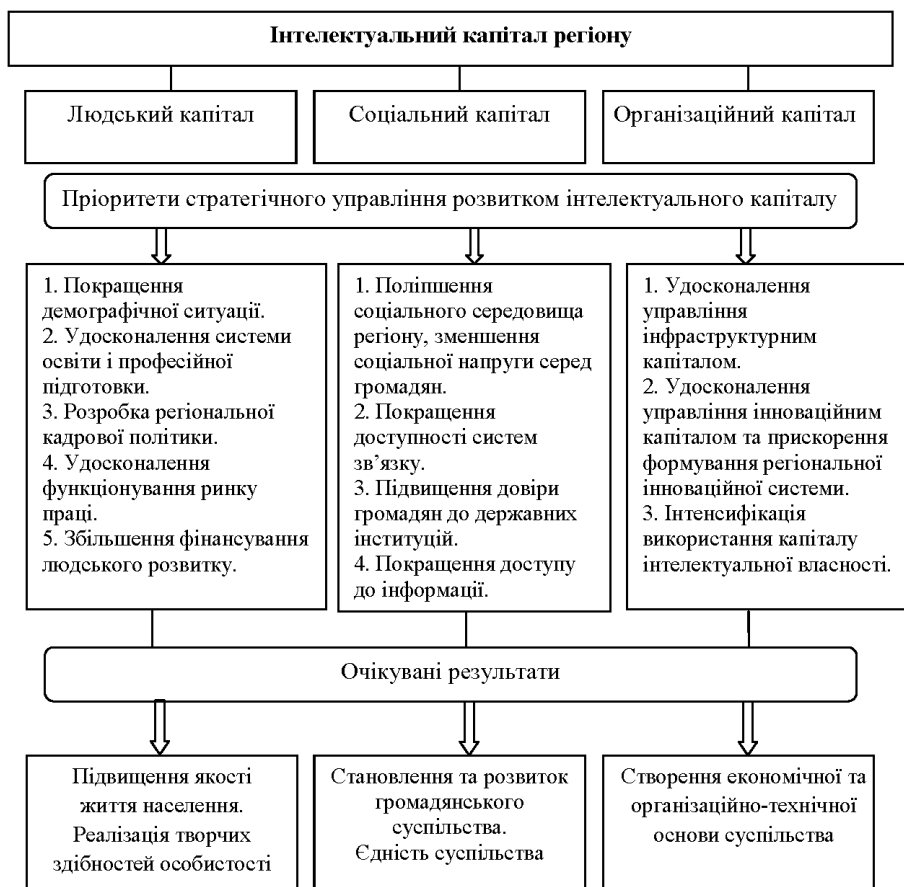 Інтелектуальний капітал регіону
Людський капітал
Соціальний капітал
Організаційний капітал
Пріоритети стратегічного управління розвитком інтелектуального капіталу
1. Покращення
демографічної ситуації.
2. Удосконалення системи
освіти і професійної
підготовки.
3. Розробка регіональної
кадрової політики.
4. Удосконалення
функціонування ринку
праці.
5. Збільшення фінансування
людського розвитку.
1. Поліпшення
соціального середовища
регіону, зменшення
соціальної напруги серед
громадян.
2. Покращення
доступності систем
зв’язку.
3. Підвищення довіри
громадян до державних
інституцій.
4. Покращення доступу
до інформації.
1. Удосконалення
управління
інфраструктурним
капіталом.
2. Удосконалення
управління інноваційним
капіталом та прискорення
формування регіональної
інноваційної системи.
3. Інтенсифікація
використання капіталу
інтелектуальної власності.
Очікувані результати
Підвищення якості
життя населення.
Реалізація творчих
здібностей особистості
Становлення та розвиток
громадянського
суспільства.
Єдність суспільства
Створення економічної та
організаційно-технічної
основи суспільства